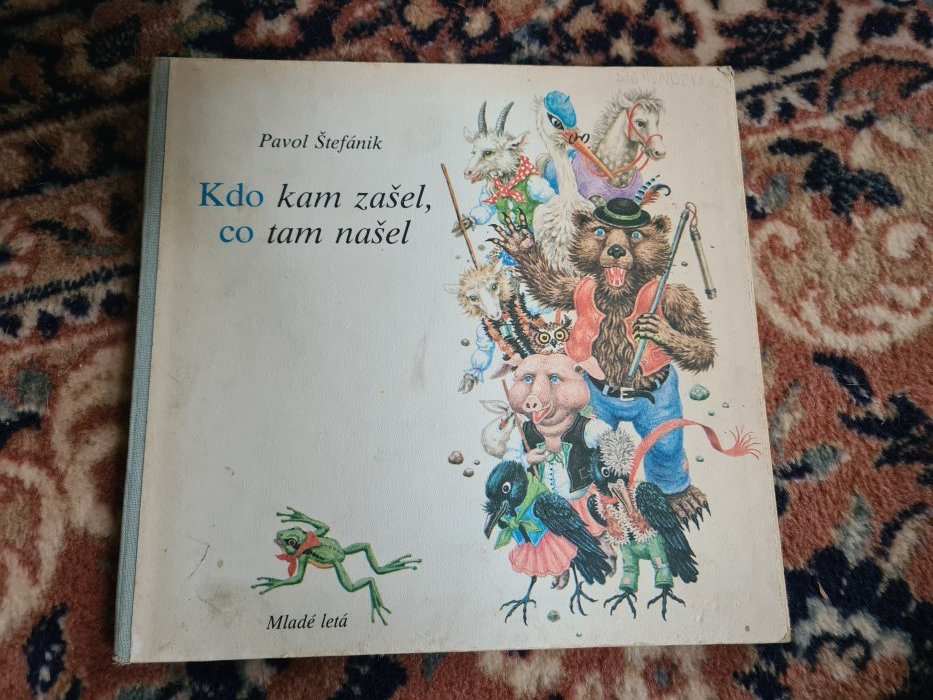 Pavol Štefánik
Kdo kam zašel,
co tam našel
Mladé letá